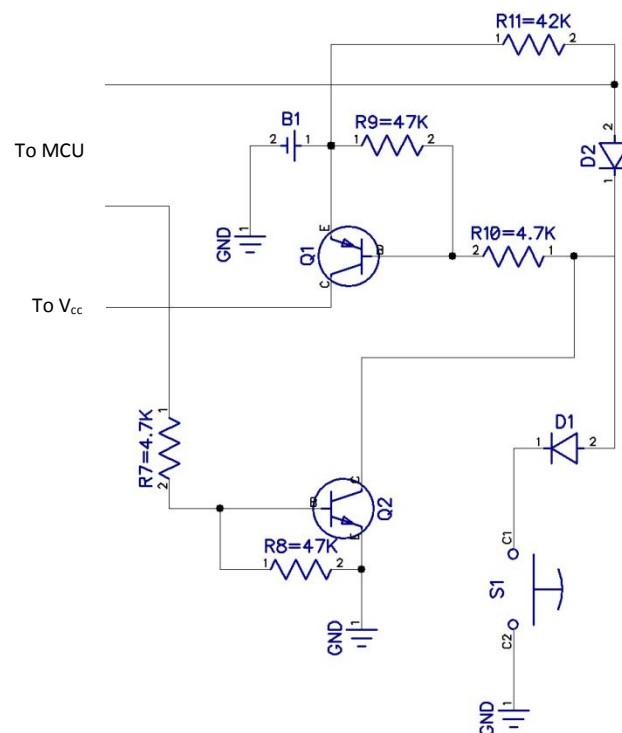 R11=42K
1 2
B1
2 1
R9=47K
1 2
To MCU
2
D2
1
GND
1
E
Q1
B
C
R10=4.7K
2 1
To Vcc
R7=4.7K
1
2
D1
1 2
C
B
Q2
E
R8=47K
1 2
C1
S1
C2
GND
1
GND
1